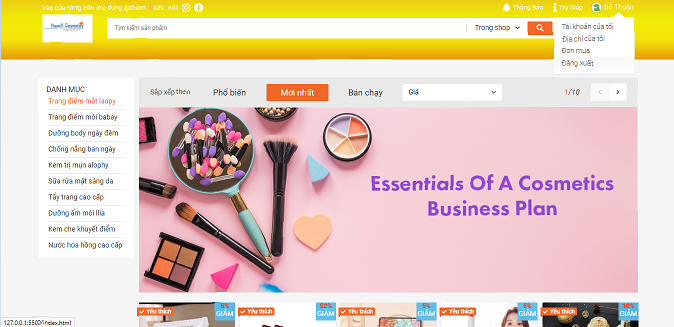 Vào cửa hàng trên ứng dụng @thuim | Kết nối
Thông Báo
Trợ Giúp
Đỗ Thuận
Tìm kiếm sản phẩm
Trong shop
Tài khoản của tôi
Địa chỉ của tôi
Đơn mua
Đăng xuất
DANH MỤC
Trang điểm mắt laapy
Trang điểm môi babay
Dưỡng body ngày đêm
Chống nắng ban ngày
Kem trị mụn alophy
Sữa rửa mặt sáng da
Tẩy trang cao cấp
Dưỡng ẩm môi llia
Kem che khuyết điểm
Nước hoa hồng cao cấp
Sắp xếp theo
Phổ biến
Mới nhất
Bán chạy
Giá
1/10
Essentials Of A Cosmetics
Business Plan
Yêu thích
5%
GIẢM
Yêu thích
52%
GIẢM
Yêu thích
5%
GIẢM
Yêu thích
5%
GIẢM
Yêu thích
10%
GIẢM
127.0.0.1:5500/index.html